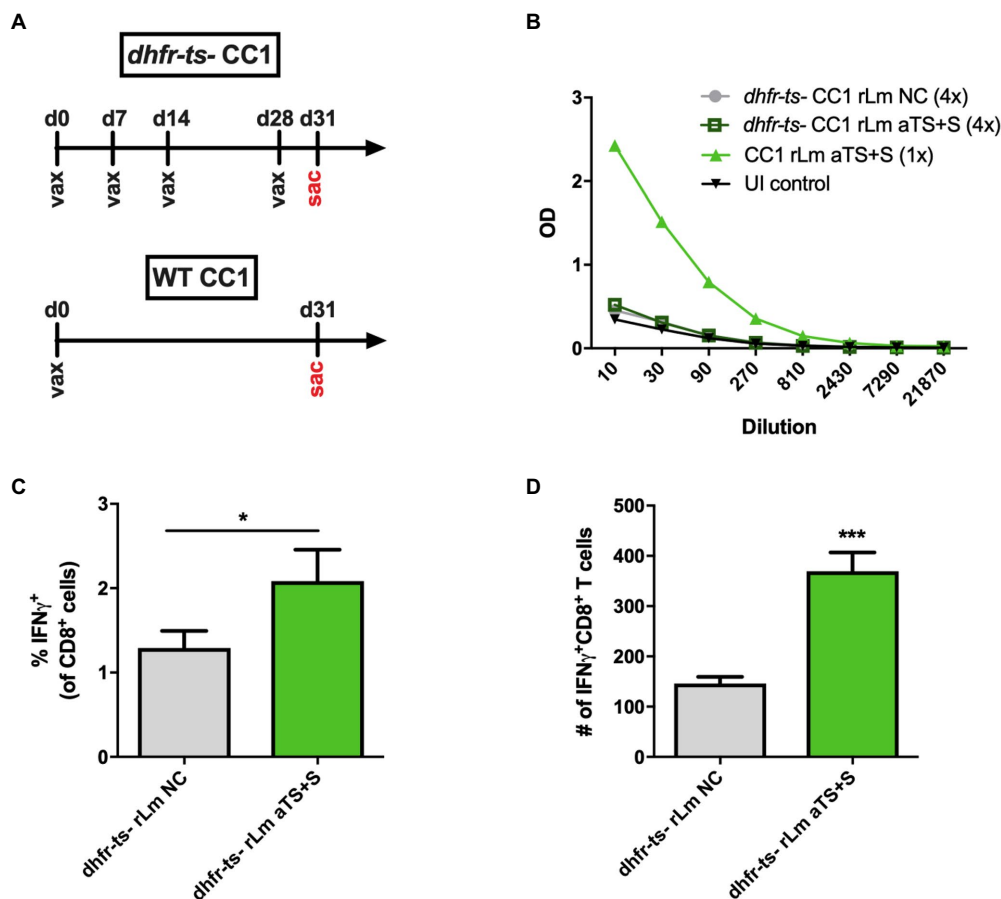 A
dhfr-ts- CC1
d0 d7 d14 d28 d31
vax vax vax vax sac
WT CC1
d0 d31
vax sac
B
dhfr-ts- CC1 rLm NC (4x)
dhfr-ts- CC1 rLm aTS+S (4x)
CC1 rLm aTS+S (1x)
UI control
3
2
1
0
OD
10 30 90 270 810 2430 7290 21870
Dilution
C
3
2
1
0
% IFNγ+
(of CD8+ cells)
*
dhfr-ts- rLm NC
dhfr-ts- rLm aTS+S
D
500
400
300
200
100
0
# of IFNγ+CD8+ T cells
***
dhfr-ts- rLm NC
dhfr-ts- rLm aTS+S